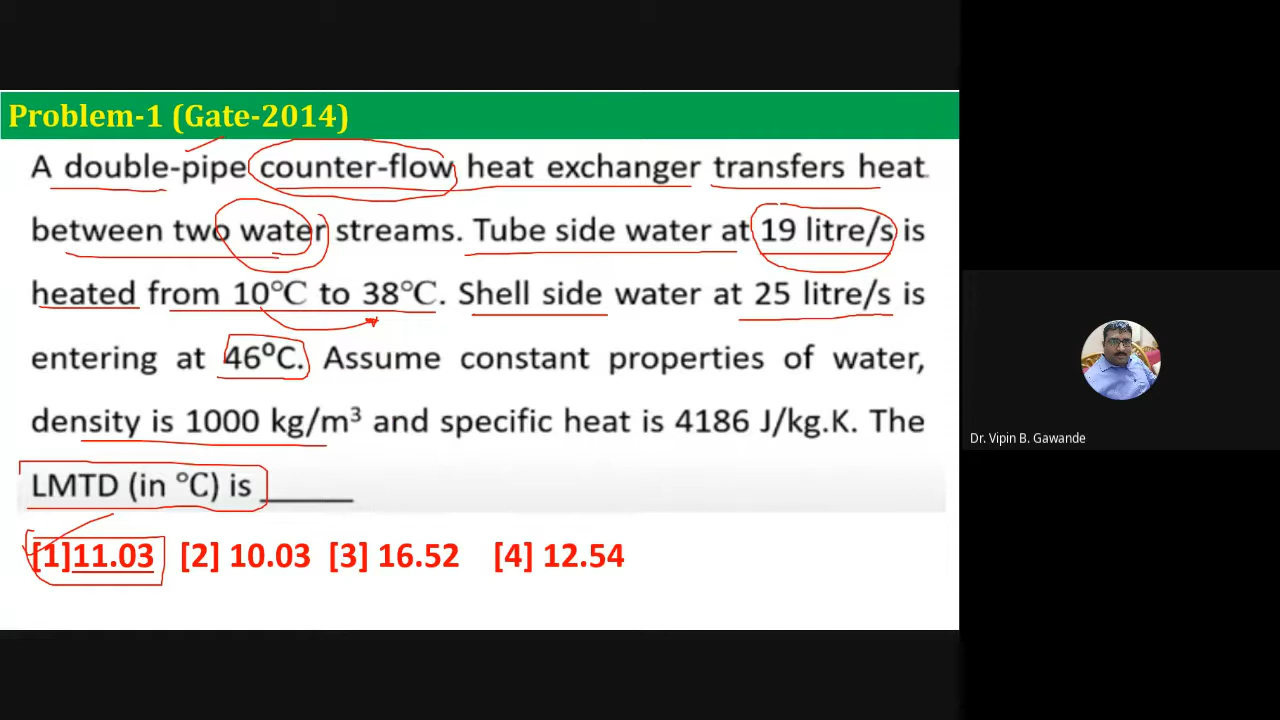 Problem-1 (Gate-2014)
A double-pipe counter-flow heat exchanger transfers heat
between two water streams. Tube side water at 19 litre/s is
heated from 10°C to 38°C. Shell side water at 25 litre/s is
entering at 46°C. Assume constant properties of water,
density is 1000 kg/m³ and specific heat is 4186 J/kg.K. The
LMTD (in °C) is ______
[1]11.03 [2] 10.03 [3] 16.52 [4] 12.54
Dr. Vipin B. Gawande